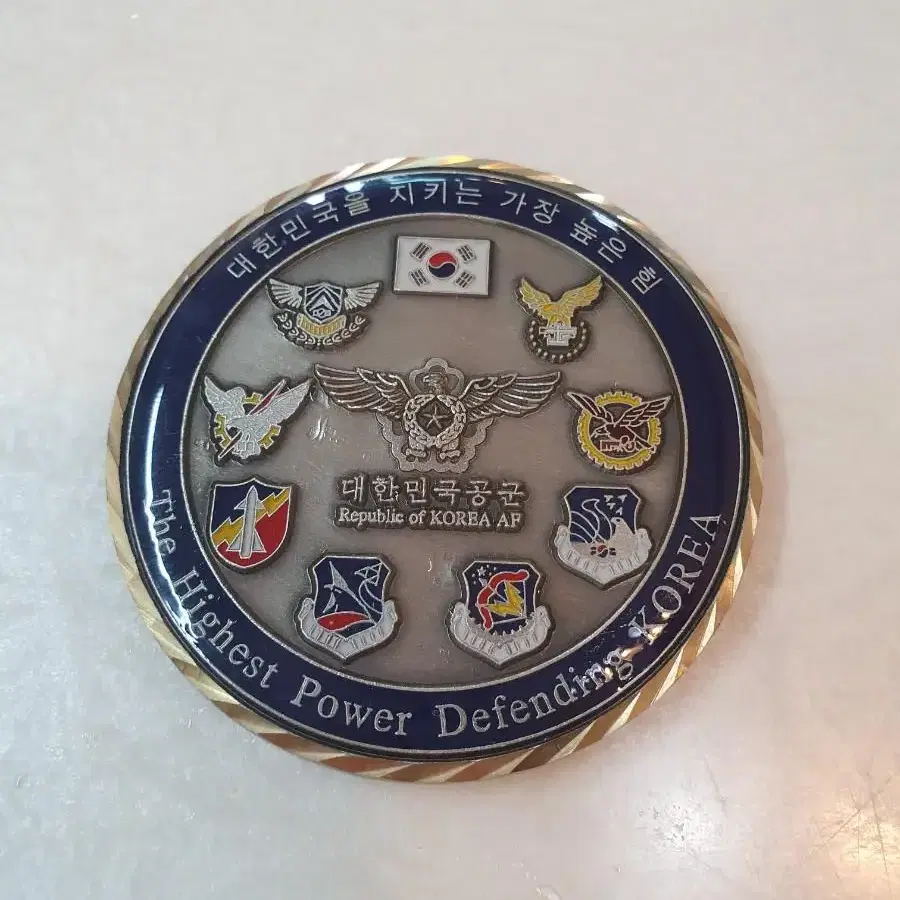 대한민국을 지키는 가장 높은 힘
대한민국공군
Republic of KOREA AF
The Highest Power Defending KOREA